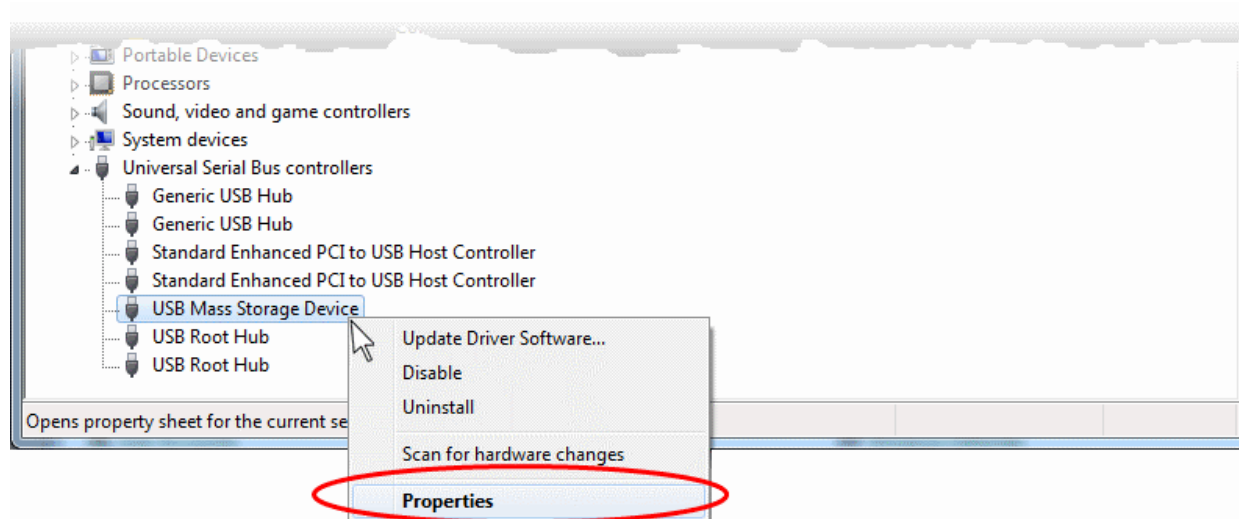 Portable Devices
Processors
Sound, video and game controllers
System devices
Universal Serial Bus controllers
Generic USB Hub
Generic USB Hub
Standard Enhanced PCI to USB Host Controller
Standard Enhanced PCI to USB Host Controller
USB Mass Storage Device
USB Root Hub
USB Root Hub
Update Driver Software...
Disable
Uninstall
Scan for hardware changes
Properties
Opens property sheet for the current se